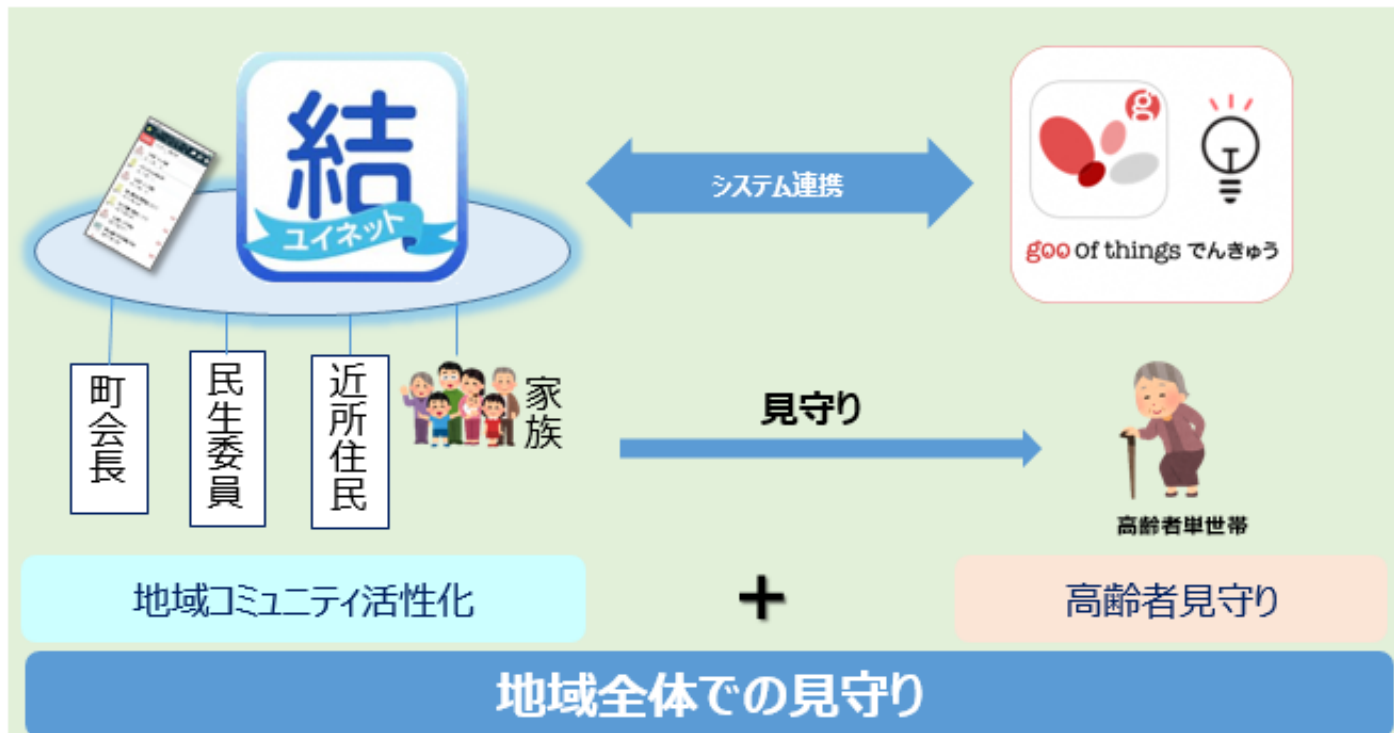 結
ユイネット
システム連携
g
goo of things でんきゅう
町会長
民生委員
近所住民
家族
見守り
高齢者単世帯
地域コミュニティ活性化
+
高齢者見守り
地域全体での見守り